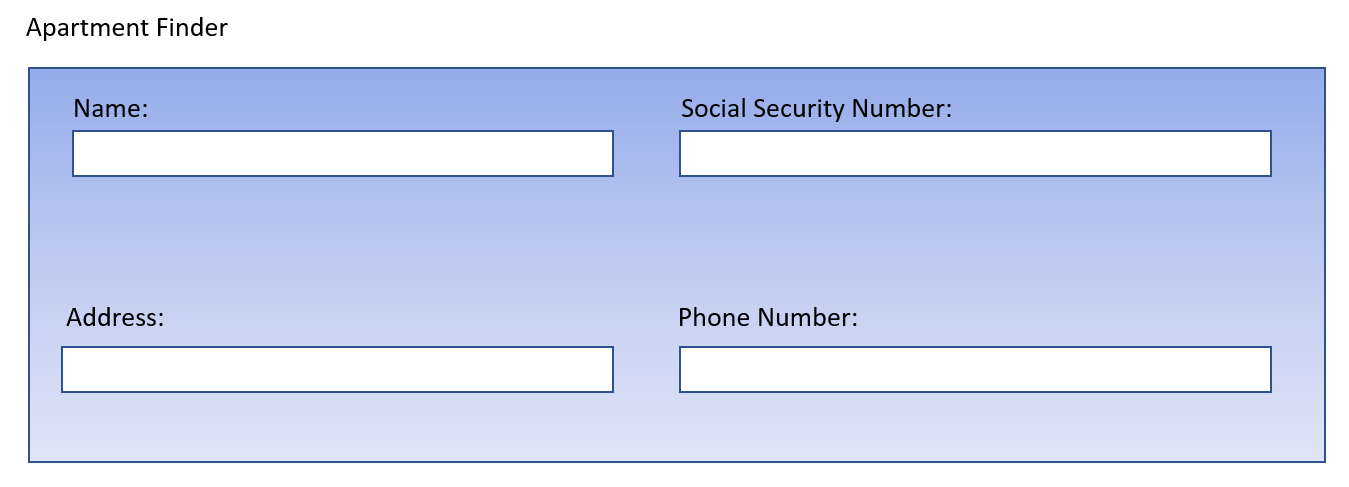 Apartment Finder
Name:
Social Security Number:
Address:
Phone Number: